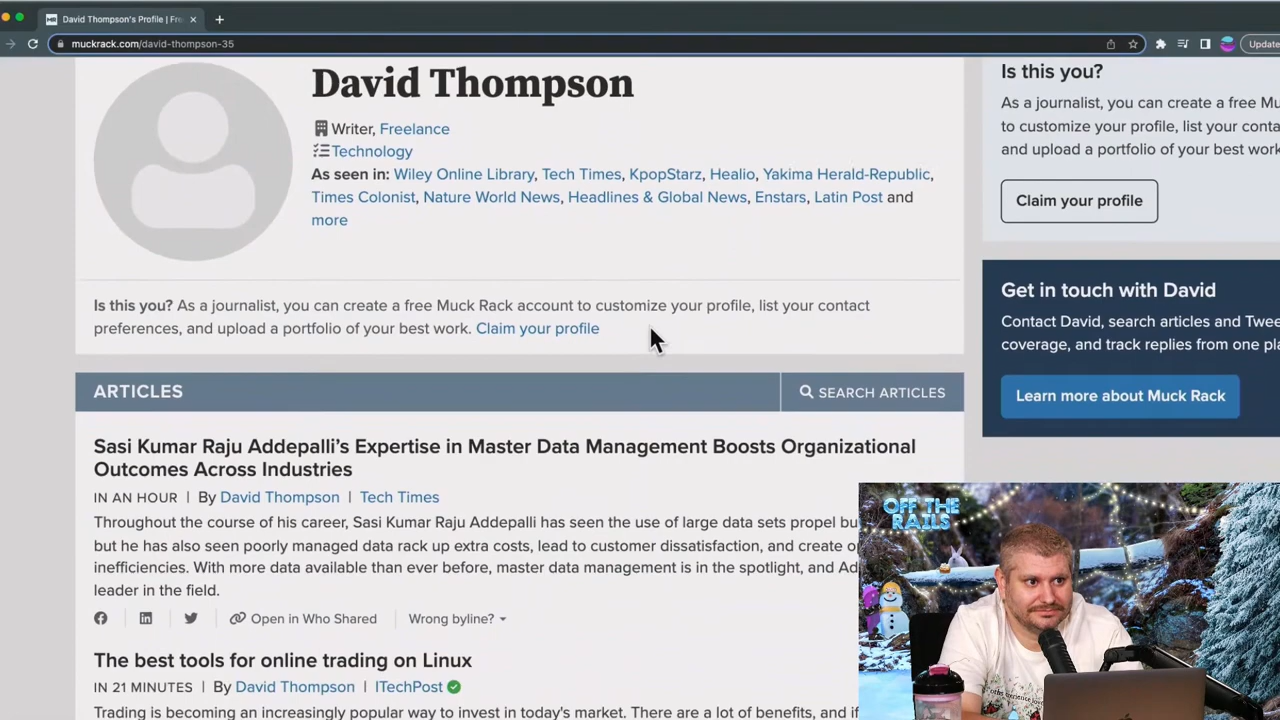 David Thompson's Profile | Fre
muckrack.com/david-thompson-35
Update
David Thompson
Writer, Freelance
Technology
As seen in: Wiley Online Library, Tech Times, KpopStarz, Healio, Yakima Herald-Republic,
Times Colonist, Nature World News, Headlines & Global News, Enstars, Latin Post and
more
Is this you? As a journalist, you can create a free Muck Rack account to customize your profile, list your contact
preferences, and upload a portfolio of your best work. Claim your profile
ARTICLES
SEARCH ARTICLES
Sasi Kumar Raju Addepalli’s Expertise in Master Data Management Boosts Organizational
Outcomes Across Industries
IN AN HOUR | By David Thompson | Tech Times
Throughout the course of his career, Sasi Kumar Raju Addepalli has seen the use of large data sets propel bu
but he has also seen poorly managed data rack up extra costs, lead to customer dissatisfaction, and create o
inefficiencies. With more data available than ever before, master data management is in the spotlight, and Ad
leader in the field.
Open in Who Shared
Wrong byline?
The best tools for online trading on Linux
IN 21 MINUTES | By David Thompson | ITechPost
Trading is becoming an increasingly popular way to invest in today's market. There are a lot of benefits, and if
Is this you?
As a journalist, you can create a free Mu
to customize your profile, list your conta
and upload a portfolio of your best work
Claim your profile
Get in touch with David
Contact David, search articles and Twee
coverage, and track replies from one pla
Learn more about Muck Rack
OFF THE
RAILS